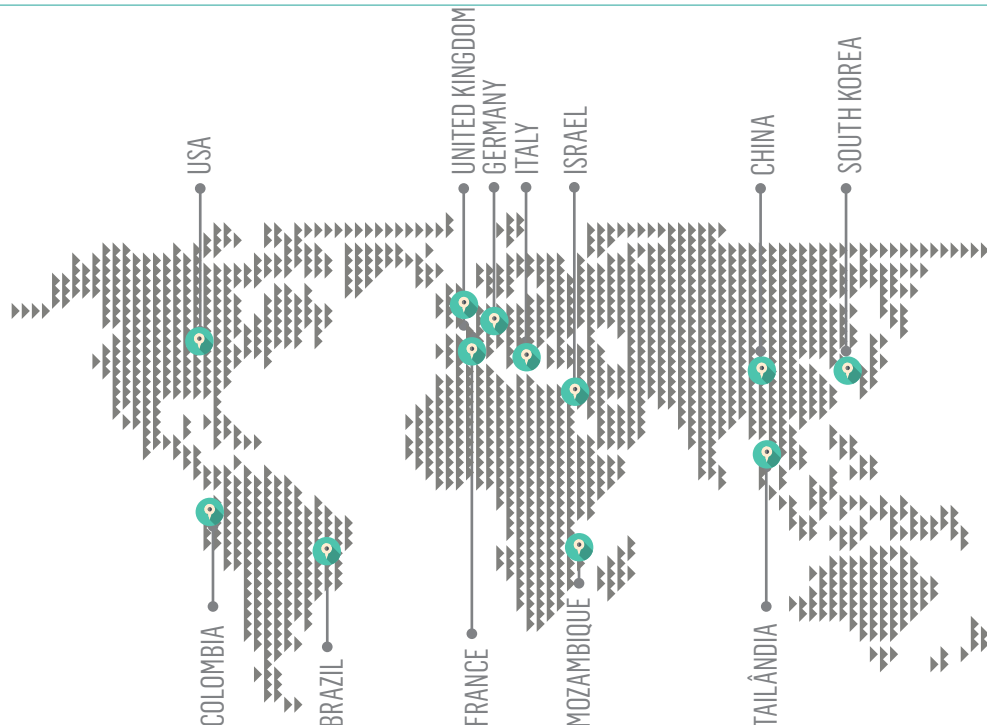 USA
UNITED KINGDOM
GERMANY
ITALY
ISRAEL
CHINA
SOUTH KOREA
COLOMBIA
BRAZIL
FRANCE
MOZAMBIQUE
TAILÂNDIA